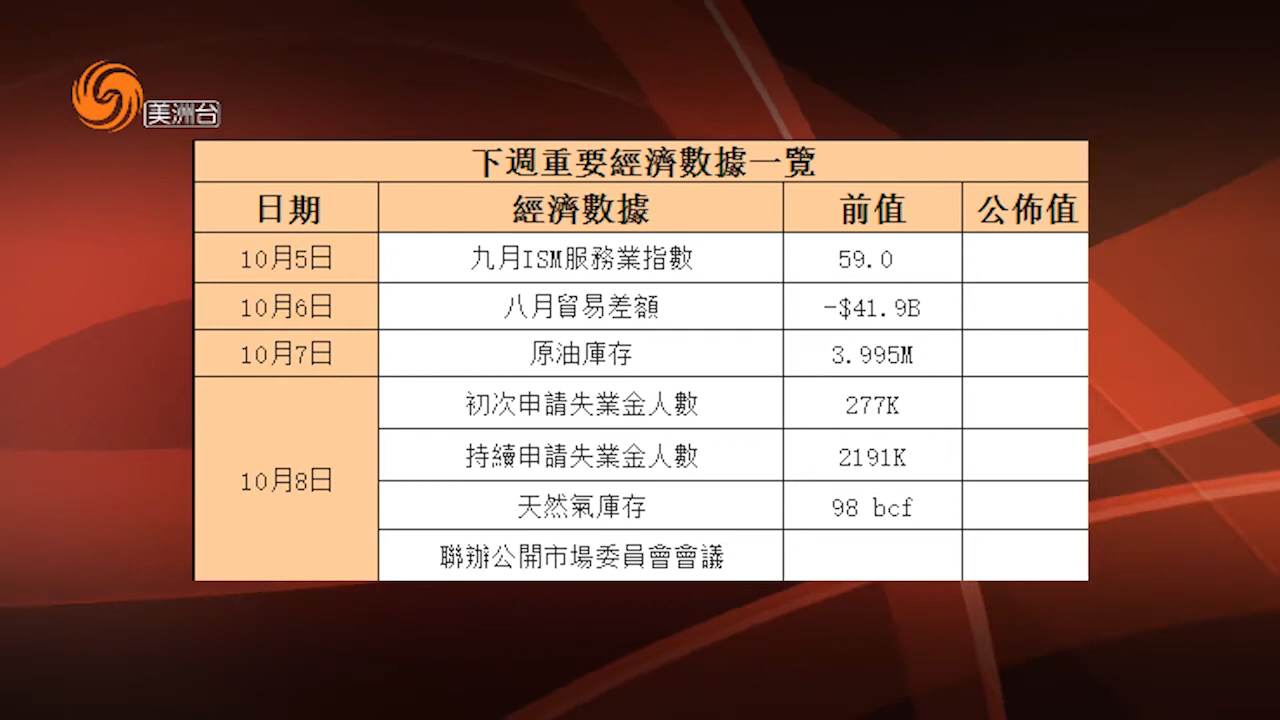 美洲台
下週重要經濟數據一覽
日期 經濟數據 前值 公佈值
10月5日 九月ISM服務業指數 59.0
10月6日 八月貿易差額 -$41.9B
10月7日 原油庫存 3.995M
10月8日 初次申請失業金人數 277K
持續申請失業金人數 2191K
天然氣庫存 98 bcf
聯辦公開市場委員會會議